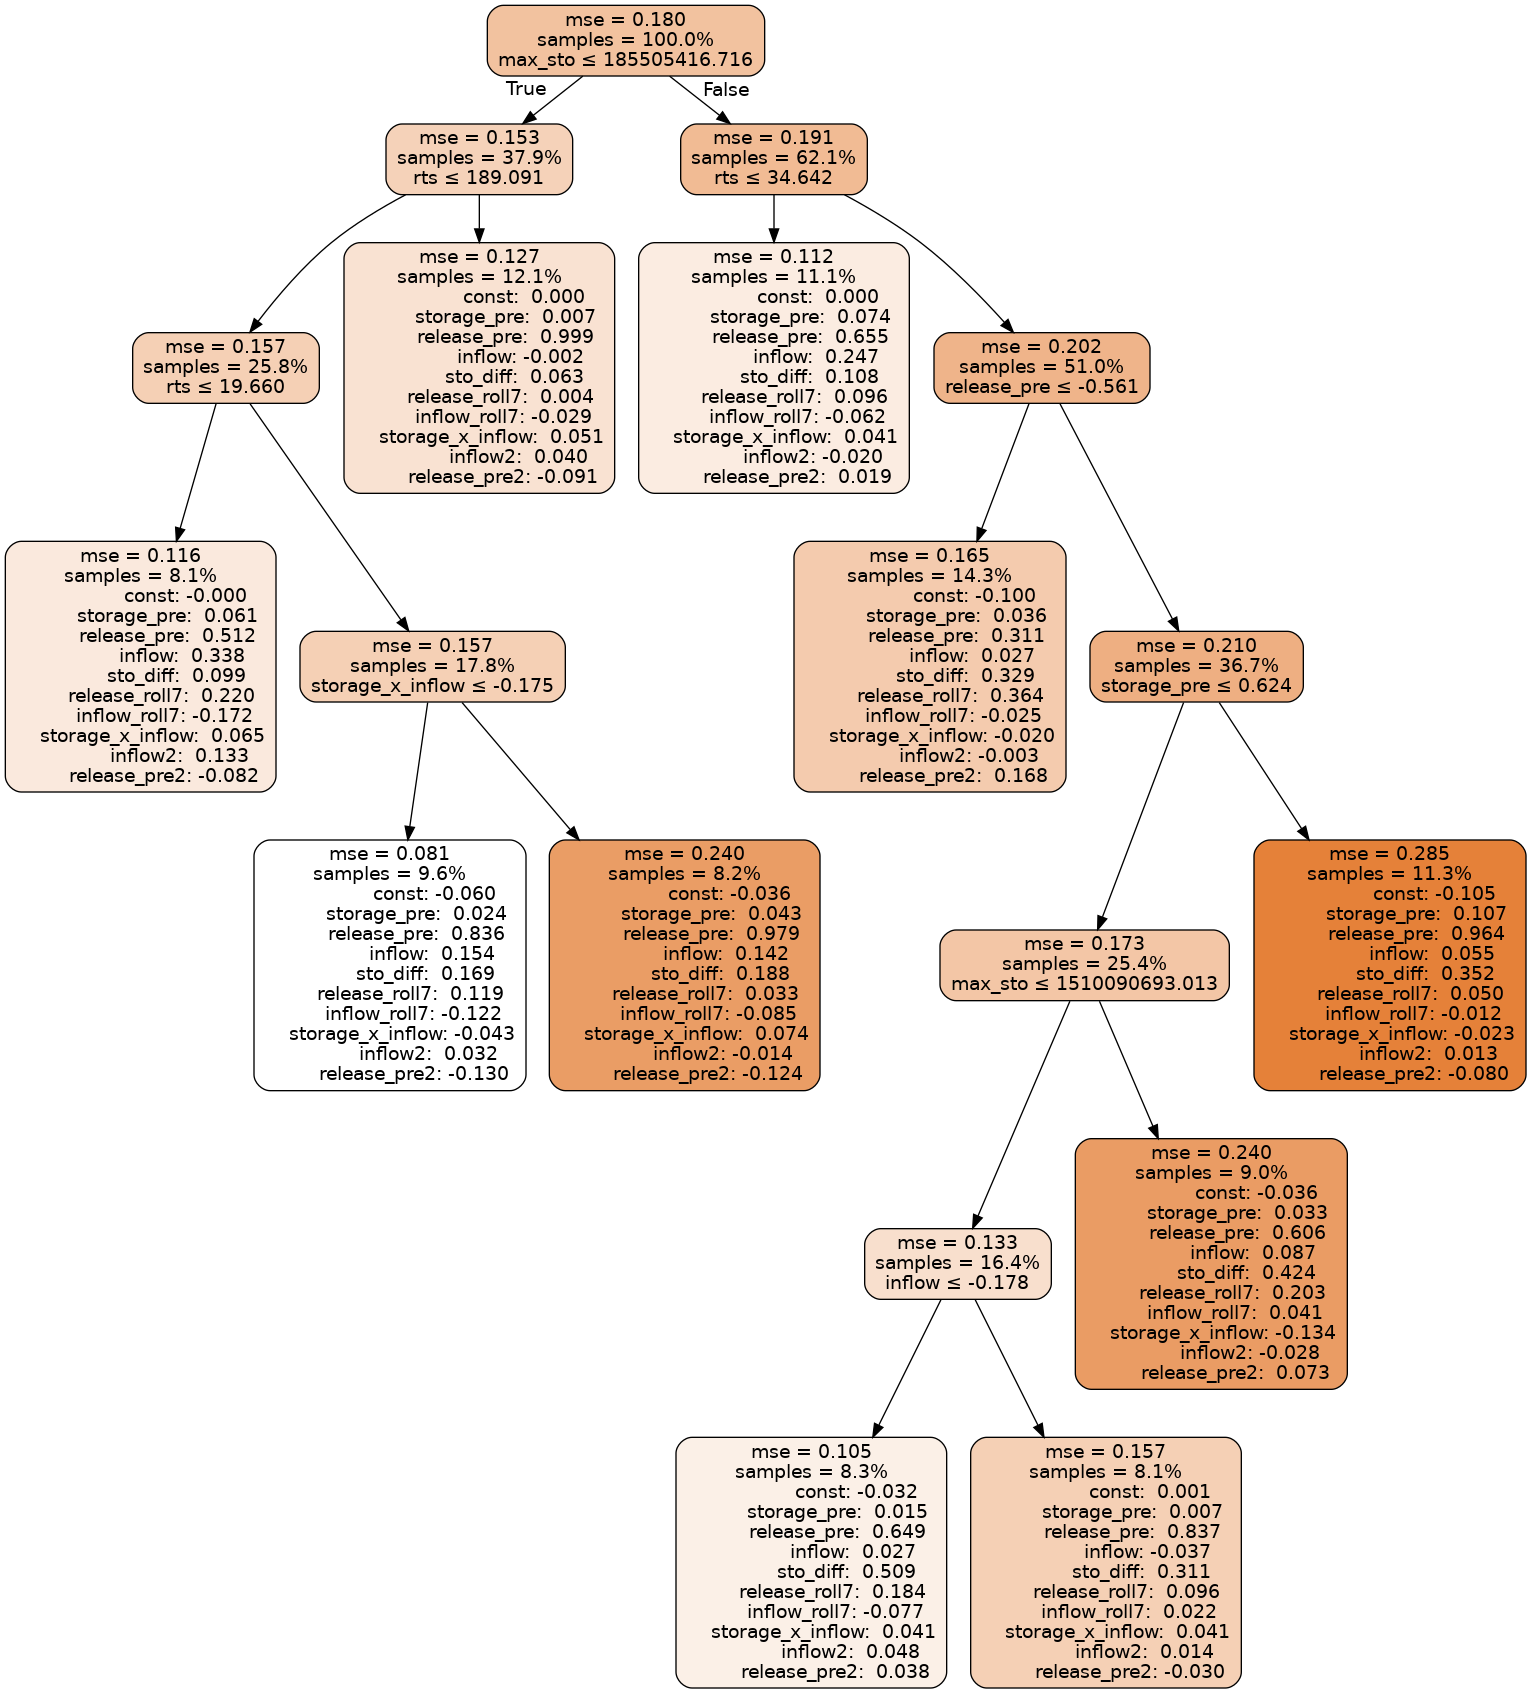 mse = 0.180
samples = 100.0%
max_sto ≤ 185505416.716
True
False
mse = 0.153
samples = 37.9%
rts ≤ 189.091
mse = 0.191
samples = 62.1%
rts ≤ 34.642
mse = 0.157
samples = 25.8%
rts ≤ 19.660
mse = 0.127
samples = 12.1%
const: 0.000
storage_pre: 0.007
release_pre: 0.999
inflow: -0.002
sto_diff: 0.063
release_roll7: 0.004
inflow_roll7: -0.029
storage_x_inflow: 0.051
inflow2: 0.040
release_pre2: -0.091
mse = 0.112
samples = 11.1%
const: 0.000
storage_pre: 0.074
release_pre: 0.655
inflow: 0.247
sto_diff: 0.108
release_roll7: 0.096
inflow_roll7: -0.062
storage_x_inflow: 0.041
inflow2: -0.020
release_pre2: 0.019
mse = 0.202
samples = 51.0%
release_pre ≤ -0.561
mse = 0.116
samples = 8.1%
const: -0.000
storage_pre: 0.061
release_pre: 0.512
inflow: 0.338
sto_diff: 0.099
release_roll7: 0.220
inflow_roll7: -0.172
storage_x_inflow: 0.065
inflow2: 0.133
release_pre2: -0.082
mse = 0.157
samples = 17.8%
storage_x_inflow ≤ -0.175
mse = 0.165
samples = 14.3%
const: -0.100
storage_pre: 0.036
release_pre: 0.311
inflow: 0.027
sto_diff: 0.329
release_roll7: 0.364
inflow_roll7: -0.025
storage_x_inflow: -0.020
inflow2: -0.003
release_pre2: 0.168
mse = 0.210
samples = 36.7%
storage_pre ≤ 0.624
mse = 0.081
samples = 9.6%
const: -0.060
storage_pre: 0.024
release_pre: 0.836
inflow: 0.154
sto_diff: 0.169
release_roll7: 0.119
inflow_roll7: -0.122
storage_x_inflow: -0.043
inflow2: 0.032
release_pre2: -0.130
mse = 0.240
samples = 8.2%
const: -0.036
storage_pre: 0.043
release_pre: 0.979
inflow: 0.142
sto_diff: 0.188
release_roll7: 0.033
inflow_roll7: -0.085
storage_x_inflow: 0.074
inflow2: -0.014
release_pre2: -0.124
mse = 0.173
samples = 25.4%
max_sto ≤ 1510090693.013
mse = 0.285
samples = 11.3%
const: -0.105
storage_pre: 0.107
release_pre: 0.964
inflow: 0.055
sto_diff: 0.352
release_roll7: 0.050
inflow_roll7: -0.012
storage_x_inflow: -0.023
inflow2: 0.013
release_pre2: -0.080
mse = 0.133
samples = 16.4%
inflow ≤ -0.178
mse = 0.240
samples = 9.0%
const: -0.036
storage_pre: 0.033
release_pre: 0.606
inflow: 0.087
sto_diff: 0.424
release_roll7: 0.203
inflow_roll7: 0.041
storage_x_inflow: -0.134
inflow2: -0.028
release_pre2: 0.073
mse = 0.105
samples = 8.3%
const: -0.032
storage_pre: 0.015
release_pre: 0.649
inflow: 0.027
sto_diff: 0.509
release_roll7: 0.184
inflow_roll7: -0.077
storage_x_inflow: 0.041
inflow2: 0.048
release_pre2: 0.038
mse = 0.157
samples = 8.1%
const: 0.001
storage_pre: 0.007
release_pre: 0.837
inflow: -0.037
sto_diff: 0.311
release_roll7: 0.096
inflow_roll7: 0.022
storage_x_inflow: 0.041
inflow2: 0.014
release_pre2: -0.030